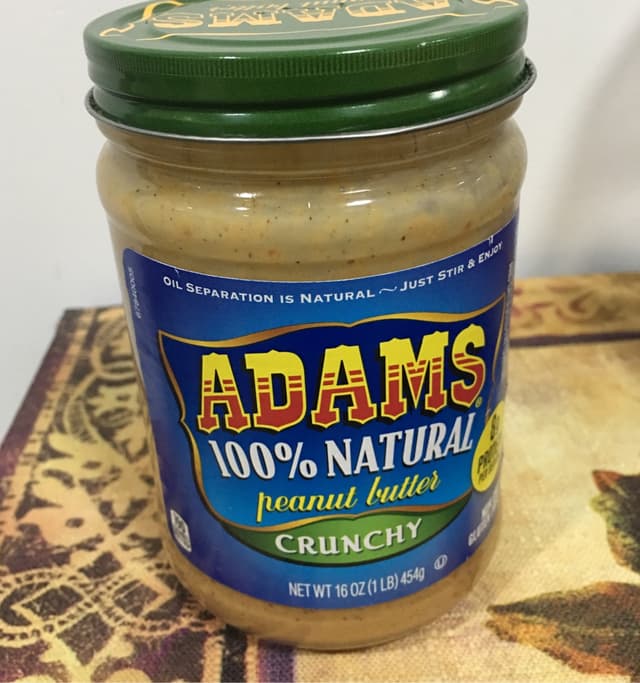 ADAMS
OIL SEPARATION IS NATURAL ~ JUST STIR & ENJOY
ADAMS®
100% NATURAL
peanut butter
CRUNCHY
NET WT 16 OZ (1 LB) 454g